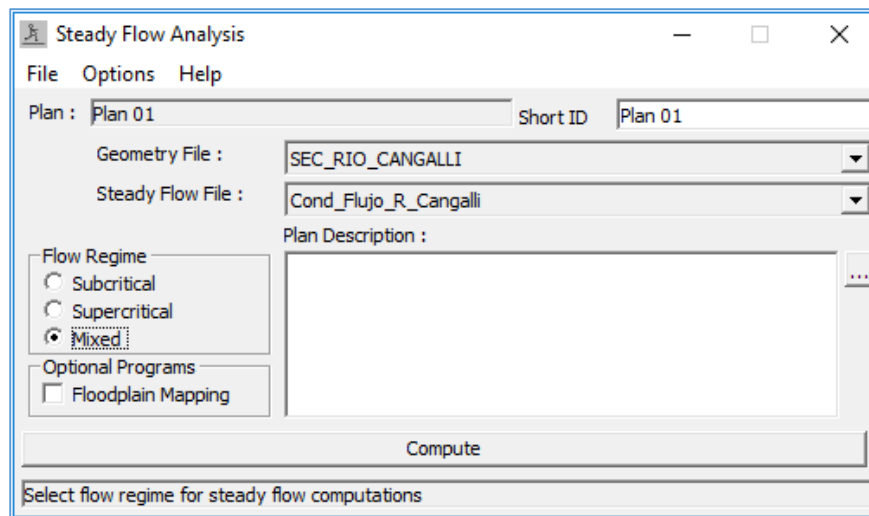 Steady Flow Analysis
File Options Help
Plan : Plan 01 Short ID Plan 01
Geometry File : SEC_RIO_CANGALLI
Steady Flow File : Cond_Flujo_R_Cangalli
Plan Description :
Flow Regime
Subcritical
Supercritical
Mixed
...
Optional Programs
Floodplain Mapping
Compute
Select flow regime for steady flow computations